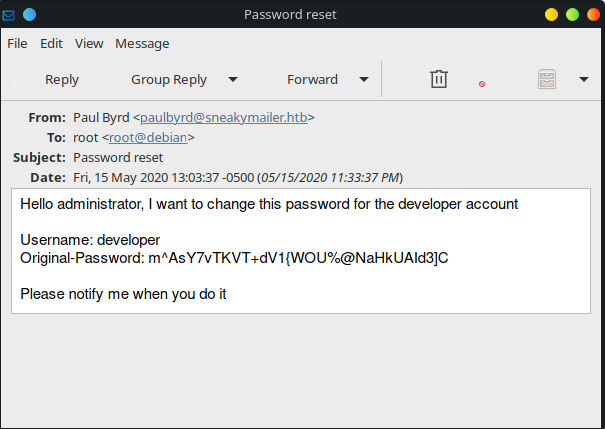 Password reset
File Edit View Message
Reply Group Reply Forward
From: Paul Byrd <paulbyrd@sneakymailer.htb>
To: root <root@debian>
Subject: Password reset
Date: Fri, 15 May 2020 13:03:37 -0500 (05/15/2020 11:33:37 PM)
Hello administrator, I want to change this password for the developer account
Username: developer
Original-Password: m^AsY7vTKVT+dV1{WOU%@NaHkUAId3]C
Please notify me when you do it